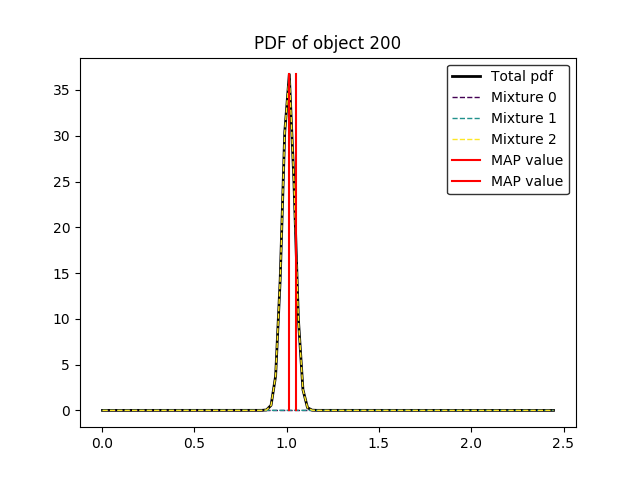 PDF of object 200
Total pdf
Mixture 0
Mixture 1
Mixture 2
MAP value
MAP value
35
30
25
20
15
10
5
0
0.0 0.5 1.0 1.5 2.0 2.5